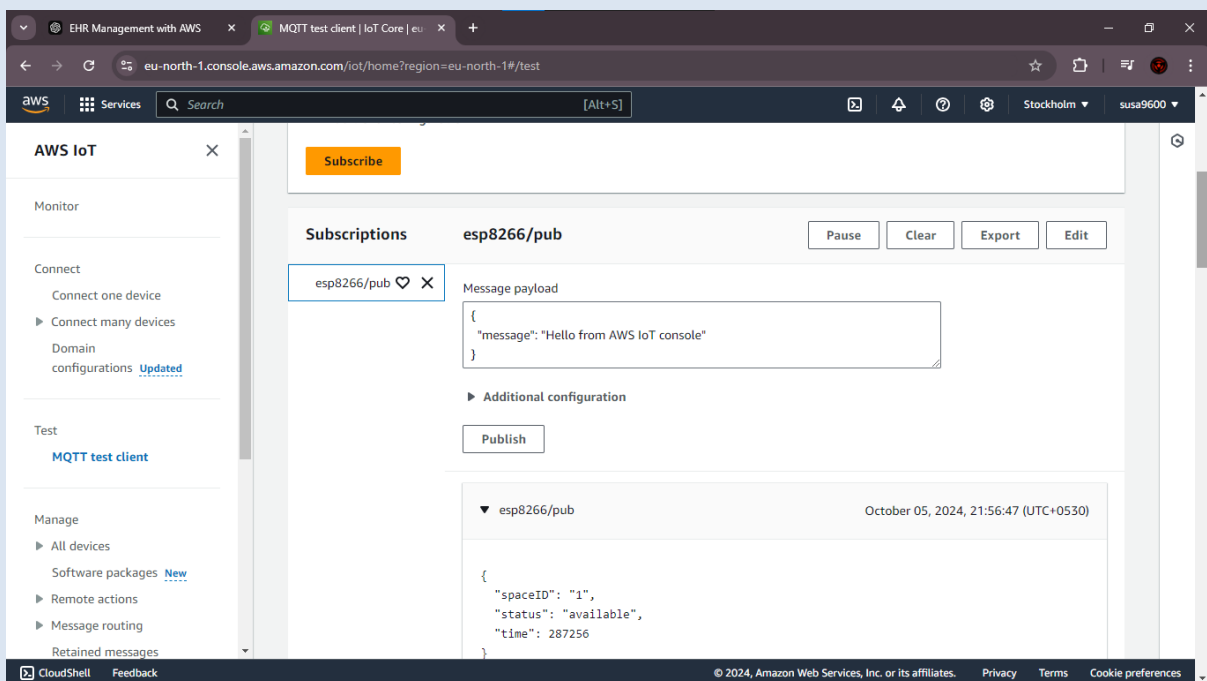 EHR Management with AWS
MQTT test client | IoT Core | eu-
eu-north-1.console.aws.amazon.com/iot/home?region=eu-north-1#/test
aws
Services
Search
[Alt+S]
Stockholm
susa9600
AWS IoT
Monitor
Connect
Connect one device
Connect many devices
Domain
configurations Updated
Test
MQTT test client
Manage
All devices
Software packages New
Remote actions
Message routing
Retained messages
Subscribe
Subscriptions
esp8266/pub
Pause
Clear
Export
Edit
esp8266/pub
Message payload
{
"message": "Hello from AWS IoT console"
}
Additional configuration
Publish
esp8266/pub
October 05, 2024, 21:56:47 (UTC+0530)
{
"spaceID": "1",
"status": "available",
"time": 287256
}
CloudShell
Feedback
© 2024, Amazon Web Services, Inc. or its affiliates.
Privacy
Terms
Cookie preferences